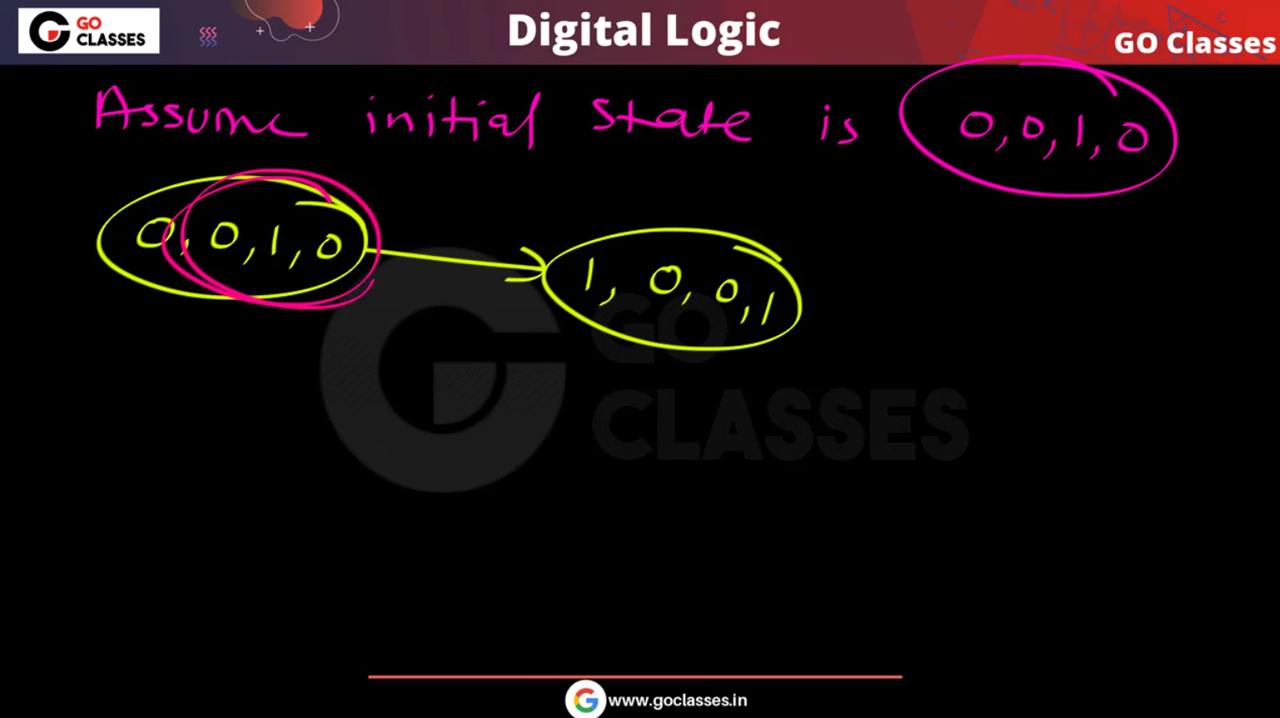 GO
CLASSES
Digital Logic
GO Classes
Assume initial state is 0,0,1,0
0,0,1,0
1,0,0,1
GO
CLASSES
www.goclasses.in